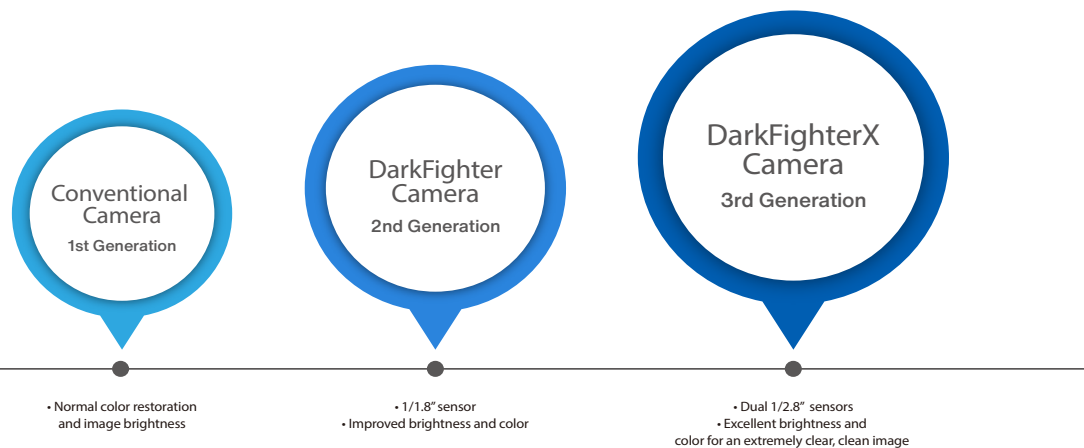 Conventional
Camera
1st Generation
DarkFighter
Camera
2nd Generation
DarkFighterX
Camera
3rd Generation
• Normal color restoration
and image brightness
• 1/1.8” sensor
• Improved brightness and color
• Dual 1/2.8” sensors
• Excellent brightness and
color for an extremely clear, clean image